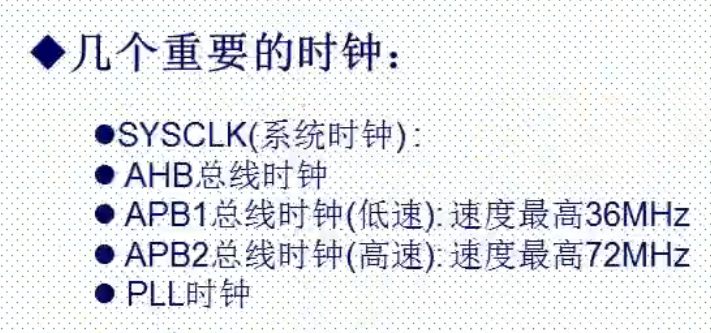 ◆几个重要的时钟：
●SYSCLK(系统时钟):
● AHB总线时钟
● APB1总线时钟(低速): 速度最高36MHz
● APB2总线时钟(高速): 速度最高72MHz
● PLL时钟